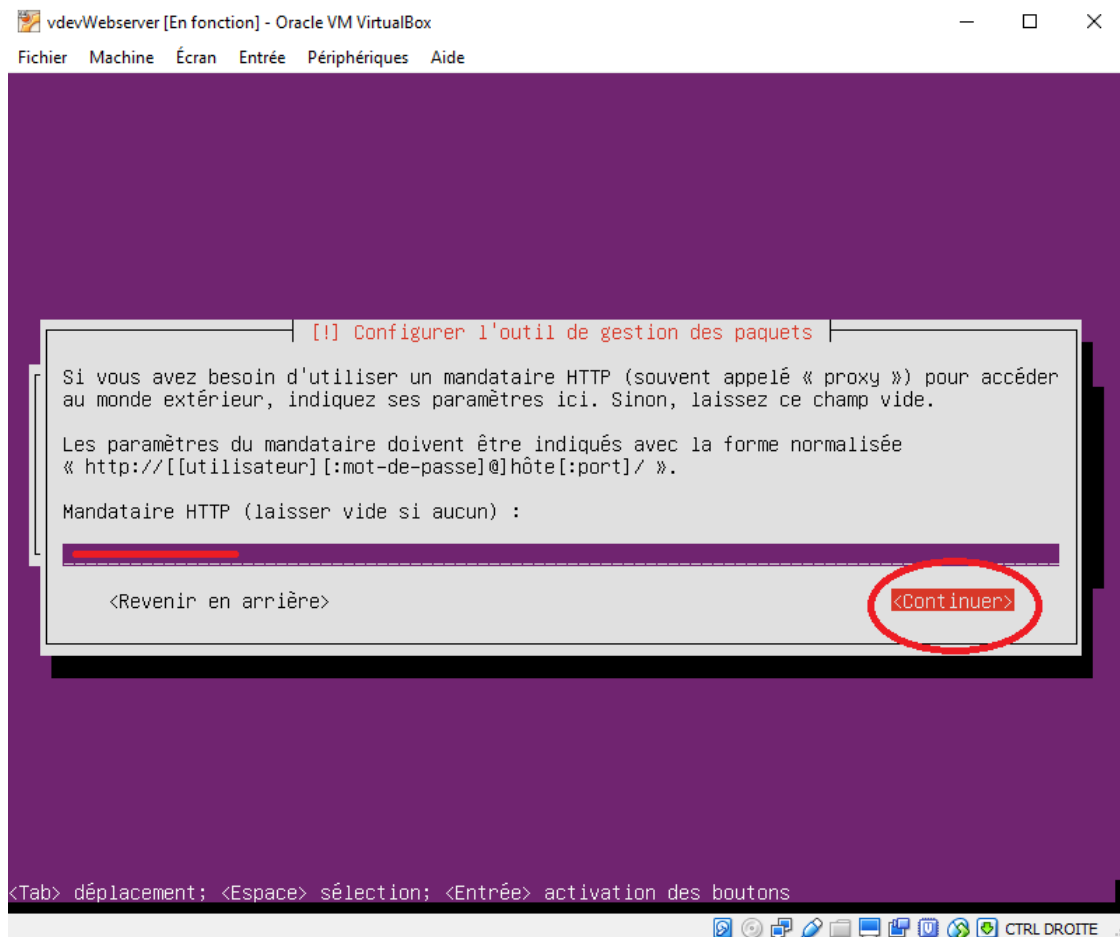 vdevWebserver [En fonction] - Oracle VM VirtualBox
Fichier Machine Écran Entrée Périphériques Aide
[!] Configurer l'outil de gestion des paquets
Si vous avez besoin d'utiliser un mandataire HTTP (souvent appelé « proxy ») pour accéder
au monde extérieur, indiquez ses paramètres ici. Sinon, laissez ce champ vide.
Les paramètres du mandataire doivent être indiqués avec la forme normalisée
« http://[[utilisateur][:mot-de-passe]@]hôte[:port]/ ».
Mandataire HTTP (laisser vide si aucun) :
<Revenir en arrière> <Continuer>
<Tab> déplacement; <Espace> sélection; <Entrée> activation des boutons
CTRL DROITE